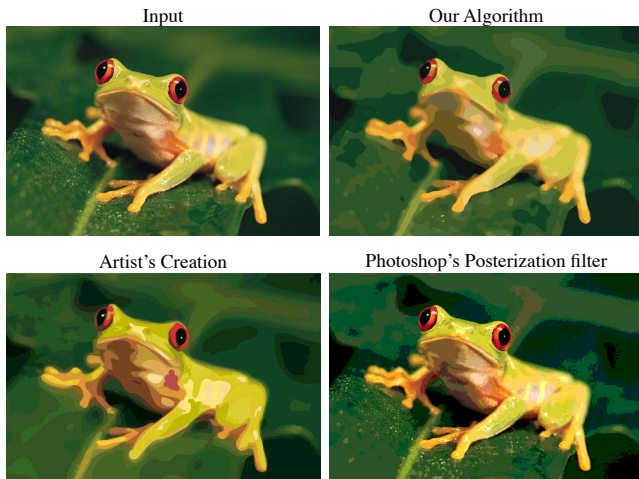 Input
Our Algorithm
Artist's Creation
Photoshop's Posterization filter